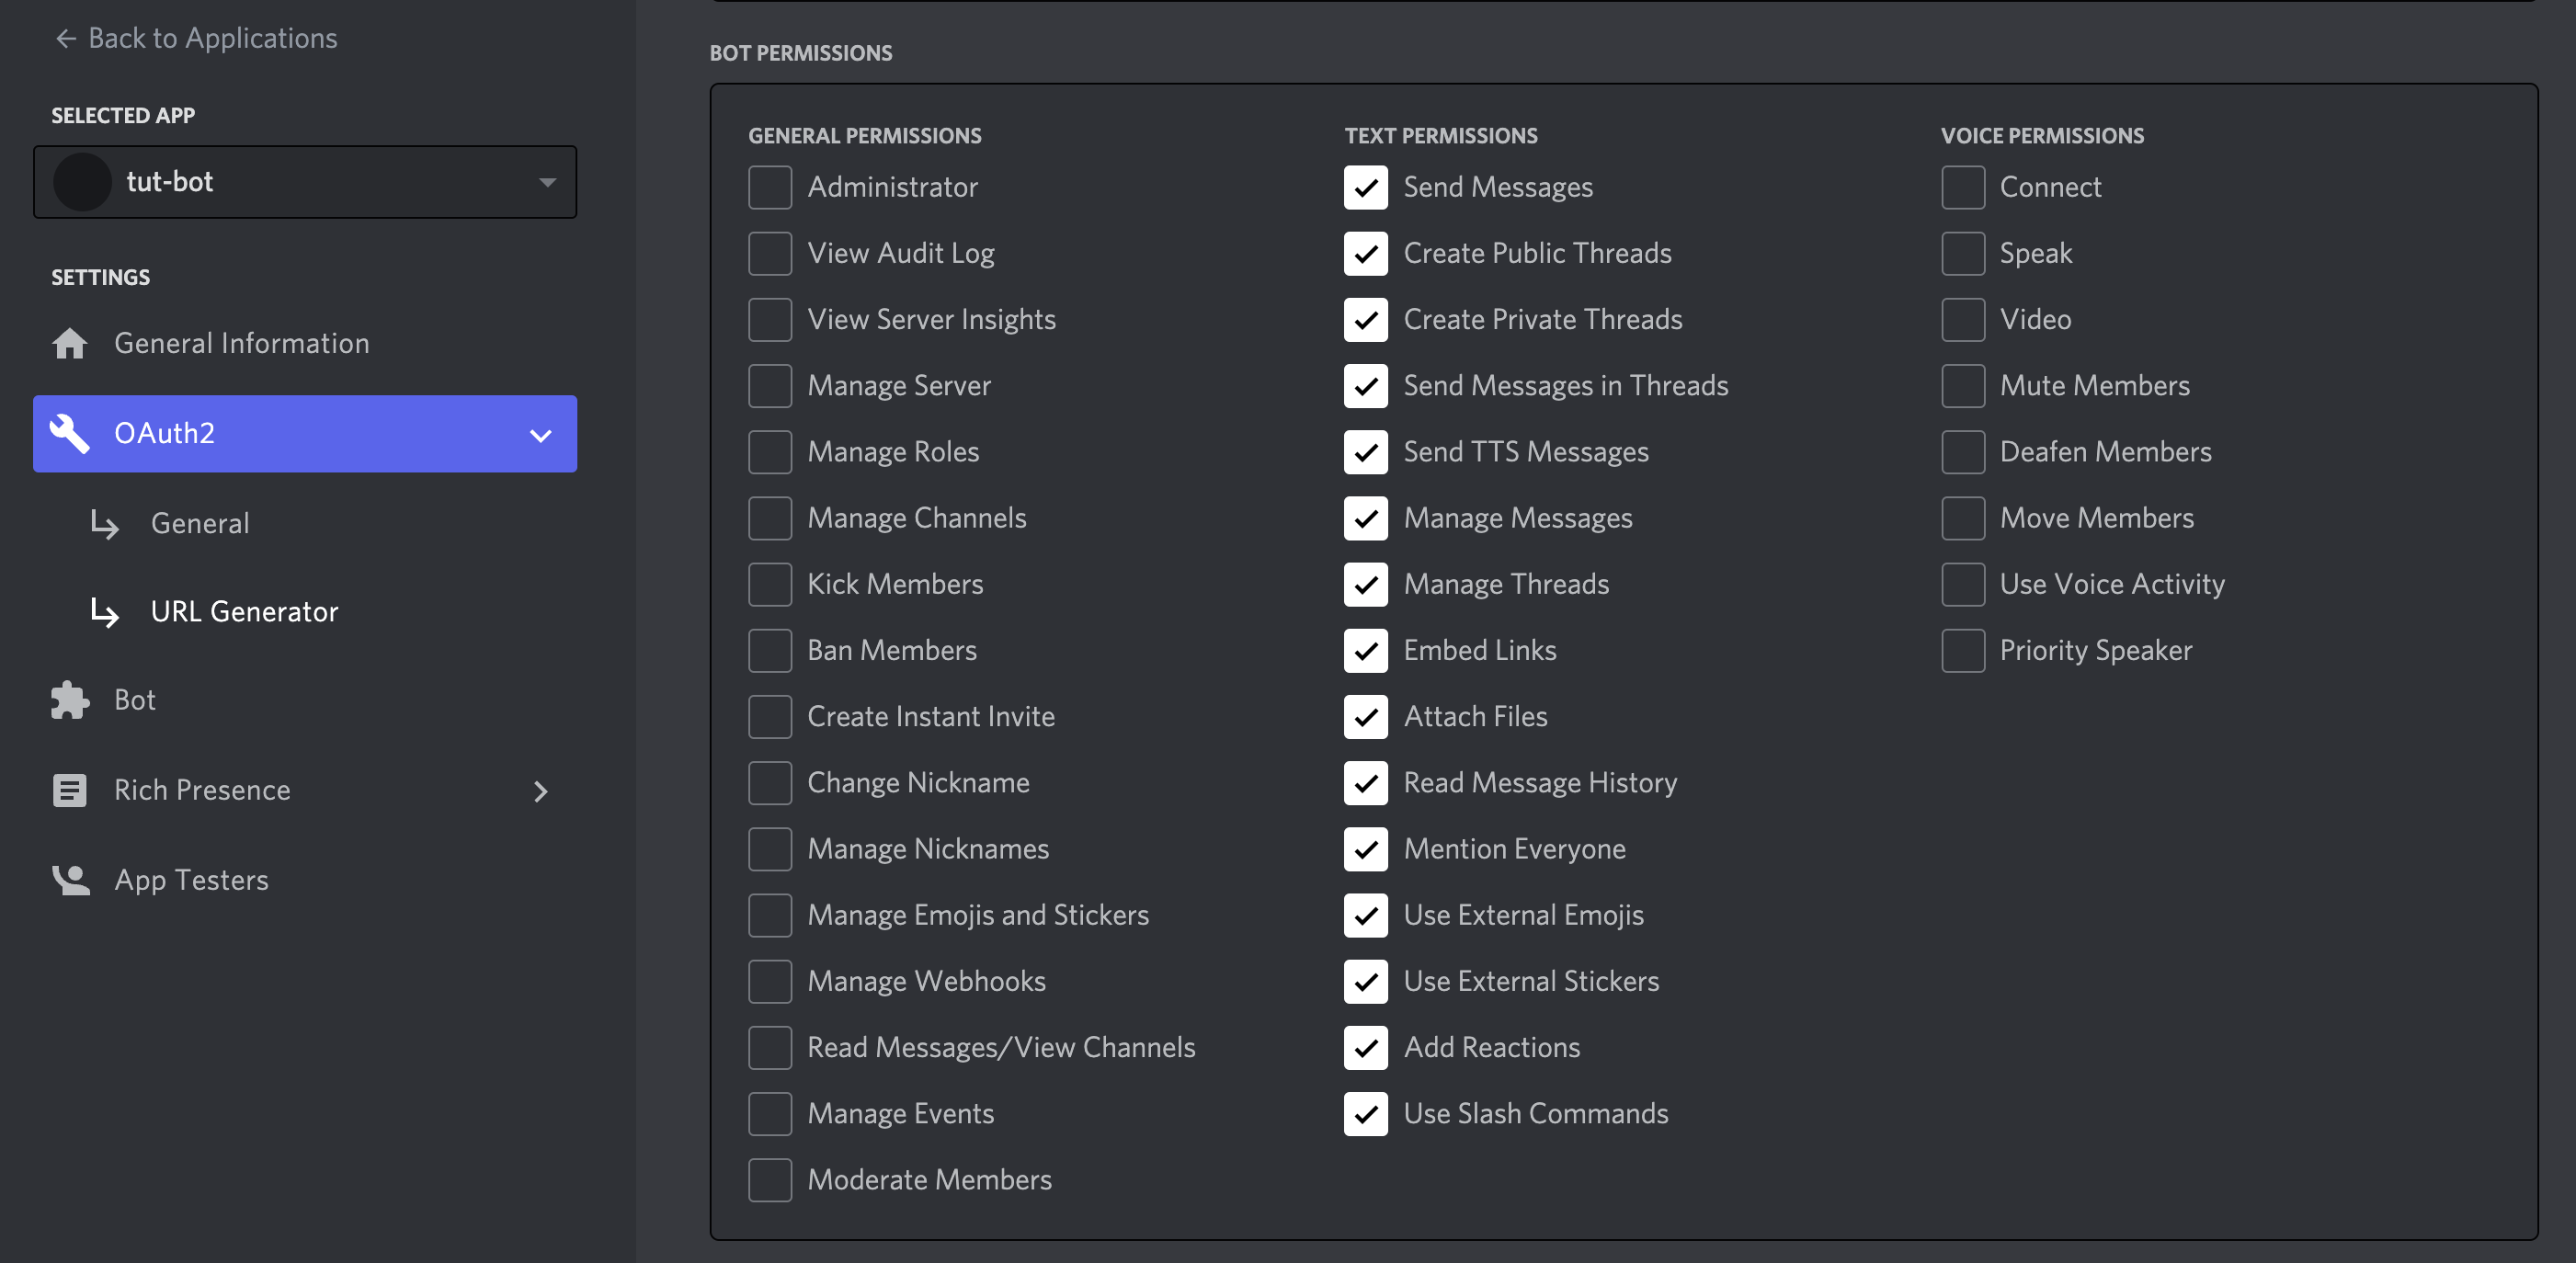 Back to Applications
SELECTED APP
tut-bot
SETTINGS
General Information
OAuth2
General
URL Generator
Bot
Rich Presence
App Testers
BOT PERMISSIONS
GENERAL PERMISSIONS
Administrator
View Audit Log
View Server Insights
Manage Server
Manage Roles
Manage Channels
Kick Members
Ban Members
Create Instant Invite
Change Nickname
Manage Nicknames
Manage Emojis and Stickers
Manage Webhooks
Read Messages/View Channels
Manage Events
Moderate Members
TEXT PERMISSIONS
Send Messages
Create Public Threads
Create Private Threads
Send Messages in Threads
Send TTS Messages
Manage Messages
Manage Threads
Embed Links
Attach Files
Read Message History
Mention Everyone
Use External Emojis
Use External Stickers
Add Reactions
Use Slash Commands
VOICE PERMISSIONS
Connect
Speak
Video
Mute Members
Deafen Members
Move Members
Use Voice Activity
Priority Speaker